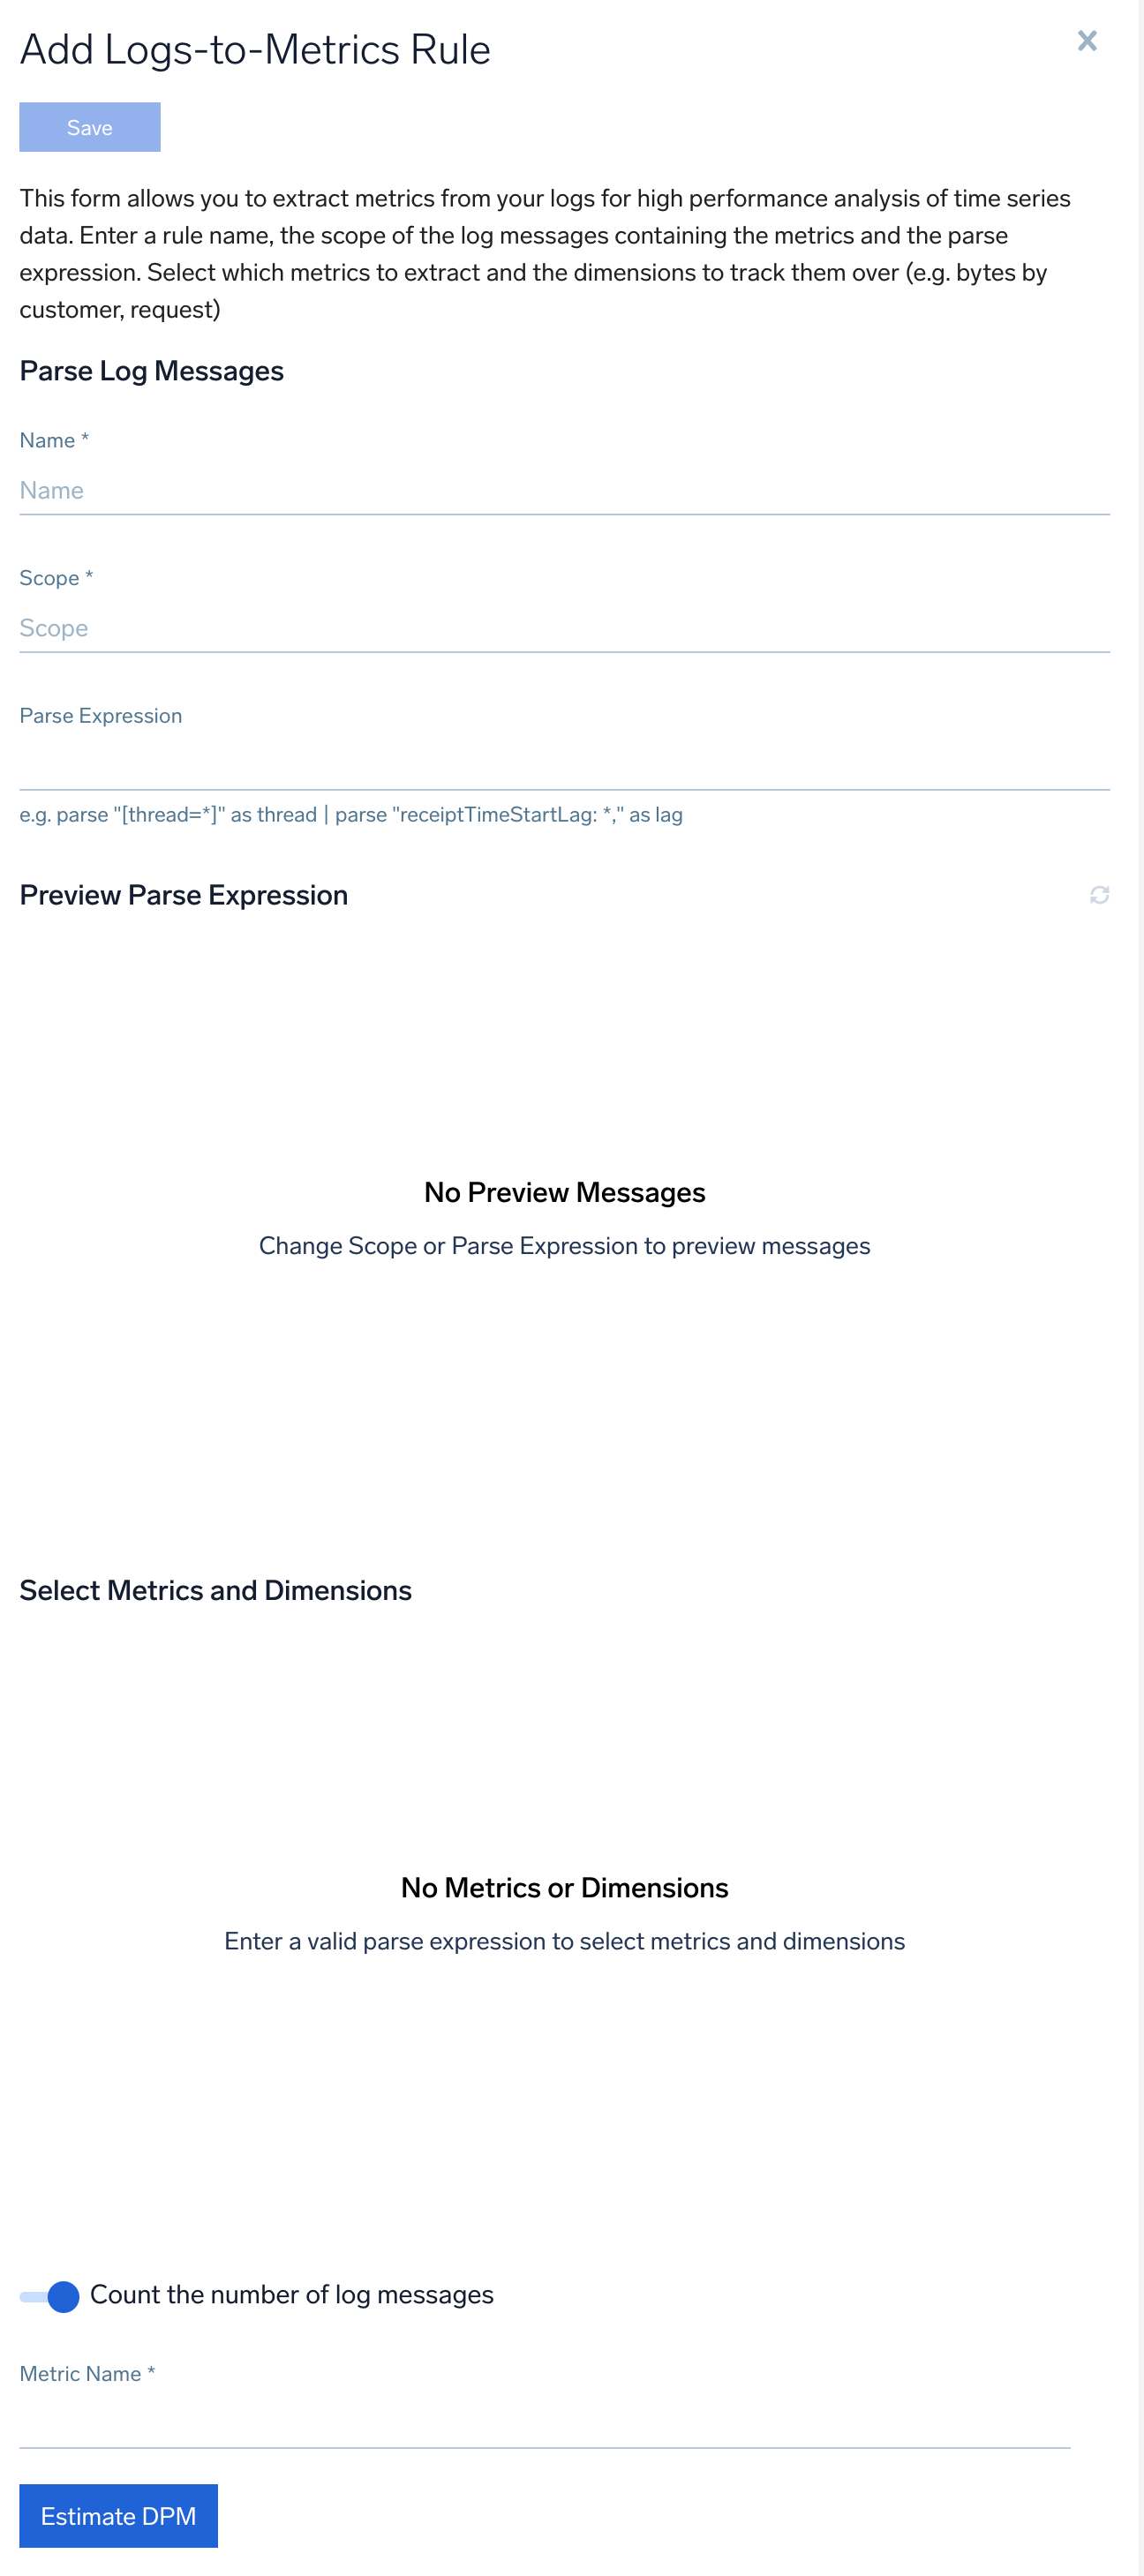 Add Logs-to-Metrics Rule
Save
This form allows you to extract metrics from your logs for high performance analysis of time series
data. Enter a rule name, the scope of the log messages containing the metrics and the parse
expression. Select which metrics to extract and the dimensions to track them over (e.g. bytes by
customer, request)
Parse Log Messages
Name *
Name
Scope *
Scope
Parse Expression
e.g. parse "[thread=*]" as thread | parse "receiptTimeStartLag: *," as lag
Preview Parse Expression
No Preview Messages
Change Scope or Parse Expression to preview messages
Select Metrics and Dimensions
No Metrics or Dimensions
Enter a valid parse expression to select metrics and dimensions
Count the number of log messages
Metric Name *
Estimate DPM